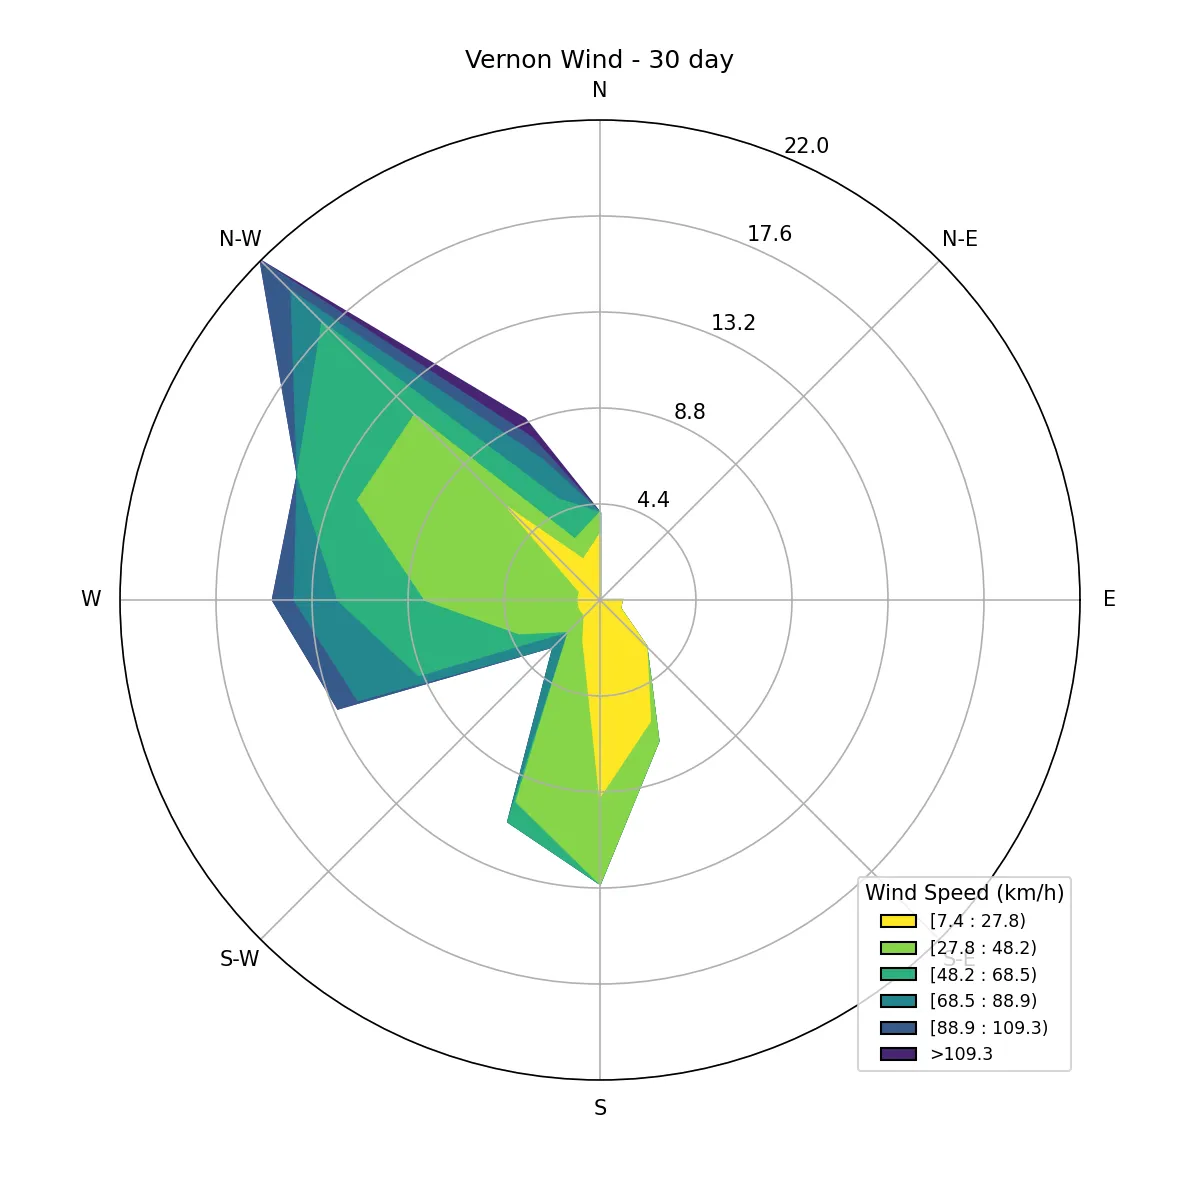 Vernon Wind - 30 day
N
22.0
17.6
N-W
N-E
13.2
8.8
4.4
W
E
Wind Speed (km/h)
[7.4 : 27.8)
[27.8 : 48.2)
S-W
S-E
[48.2 : 68.5)
[68.5 : 88.9)
[88.9 : 109.3)
>109.3
S